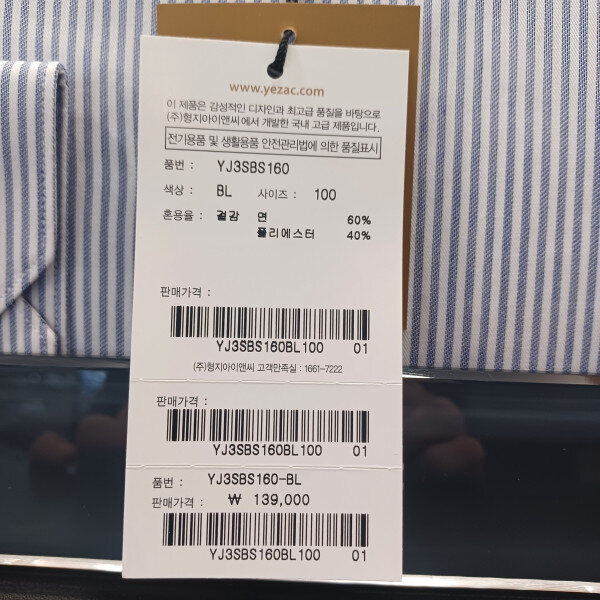 www.yezac.com
이 제품은 감성적인 디자인과 최고급 품질을 바탕으로
(주)형지아이앤씨에서 개발한 국내 고급 제품입니다.
전기용품 및 생활용품 안전관리법에 의한 품질표시
품번 : YJ3SBS160
색상 : BL 사이즈 : 100
혼용율 : 겉감 면 60%
폴리에스터 40%
판매가격 :
YJ3SBS160BL100 01
(주)형지아이앤씨 고객만족실 : 1661-7222
판매가격 :
YJ3SBS160BL100 01
품번 : YJ3SBS160-BL
판매가격 : ₩ 139,000
YJ3SBS160BL100 01